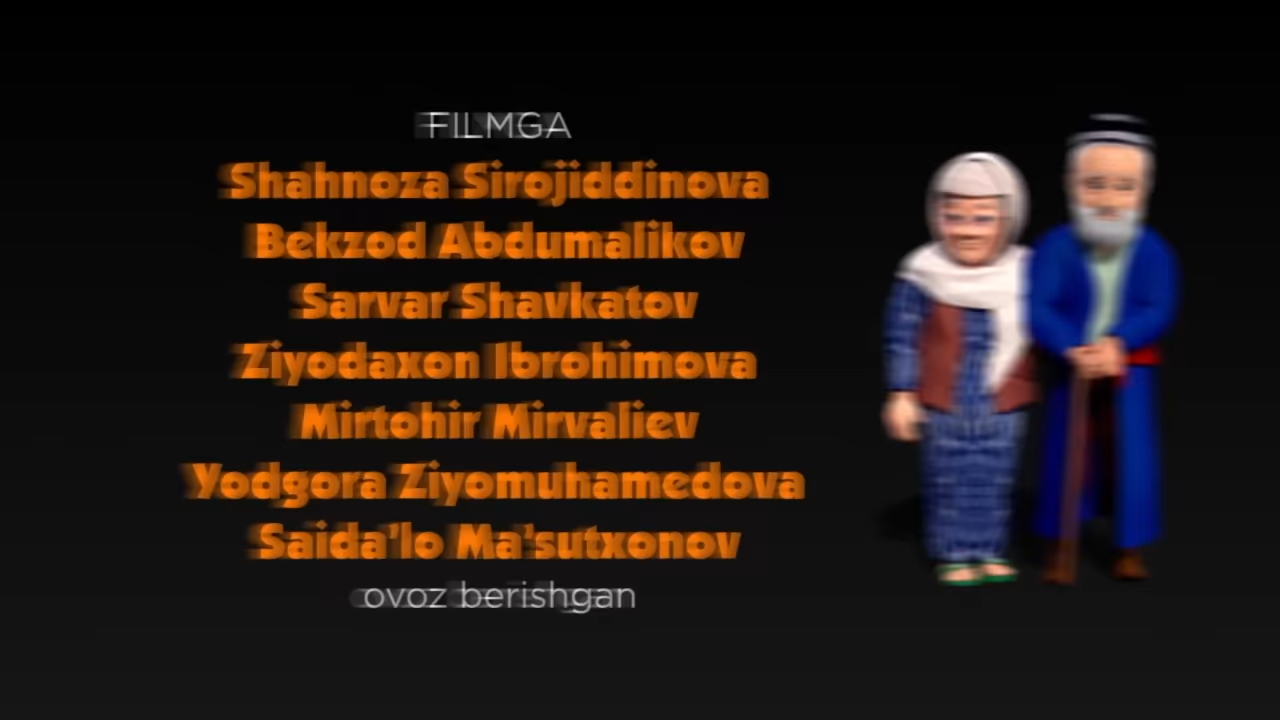 FILMGA
Shahnoza Sirojiddinova
Bekzod Abdumalikov
Sarvar Shavkatov
Ziyodaxon Ibrohimova
Mirtohir Mirvaliev
Yodgora Ziyomuhamedova
Saida'lo Ma'sutxonov
ovoz berishgan